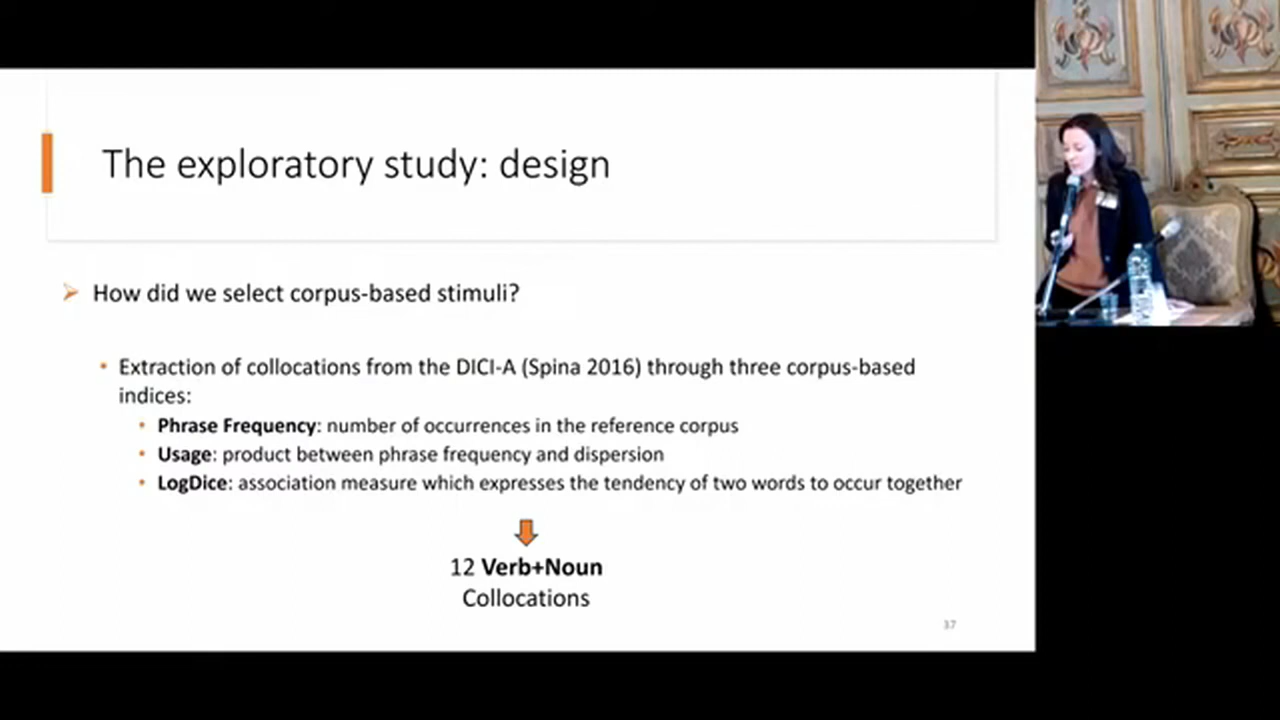 The exploratory study: design
How did we select corpus-based stimuli?
Extraction of collocations from the DICI-A (Spina 2016) through three corpus-based
indices:
Phrase Frequency: number of occurrences in the reference corpus
Usage: product between phrase frequency and dispersion
LogDice: association measure which expresses the tendency of two words to occur together
12 Verb+Noun
Collocations
37